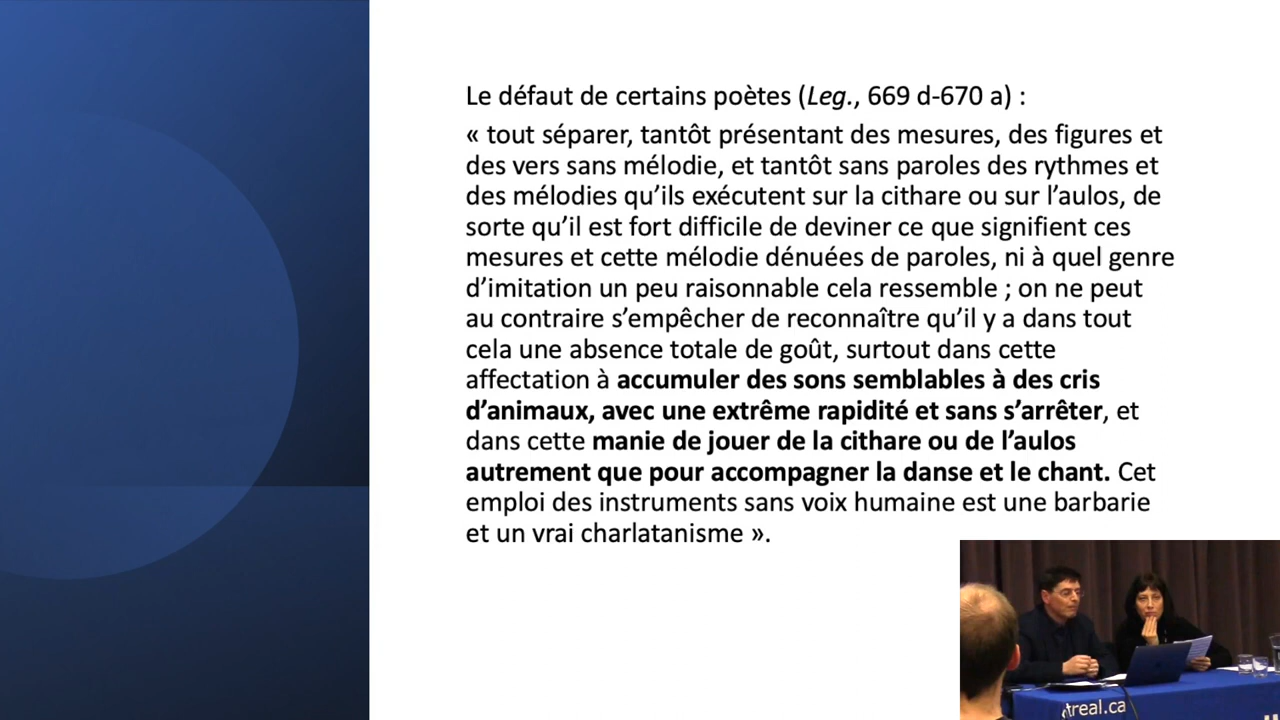 Le défaut de certains poètes (Leg., 669 d-670 a) :
« tout séparer, tantôt présentant des mesures, des figures et
des vers sans mélodie, et tantôt sans paroles des rythmes et
des mélodies qu’ils exécutent sur la cithare ou sur l’aulos, de
sorte qu’il est fort difficile de deviner ce que signifient ces
mesures et cette mélodie dénuées de paroles, ni à quel genre
d’imitation un peu raisonnable cela ressemble ; on ne peut
au contraire s’empêcher de reconnaître qu’il y a dans tout
cela une absence totale de goût, surtout dans cette
affectation à accumuler des sons semblables à des cris
d’animaux, avec une extrême rapidité et sans s’arrêter, et
dans cette manie de jouer de la cithare ou de l’aulos
autrement que pour accompagner la danse et le chant. Cet
emploi des instruments sans voix humaine est une barbarie
et un vrai charlatanisme ».
treal.ca